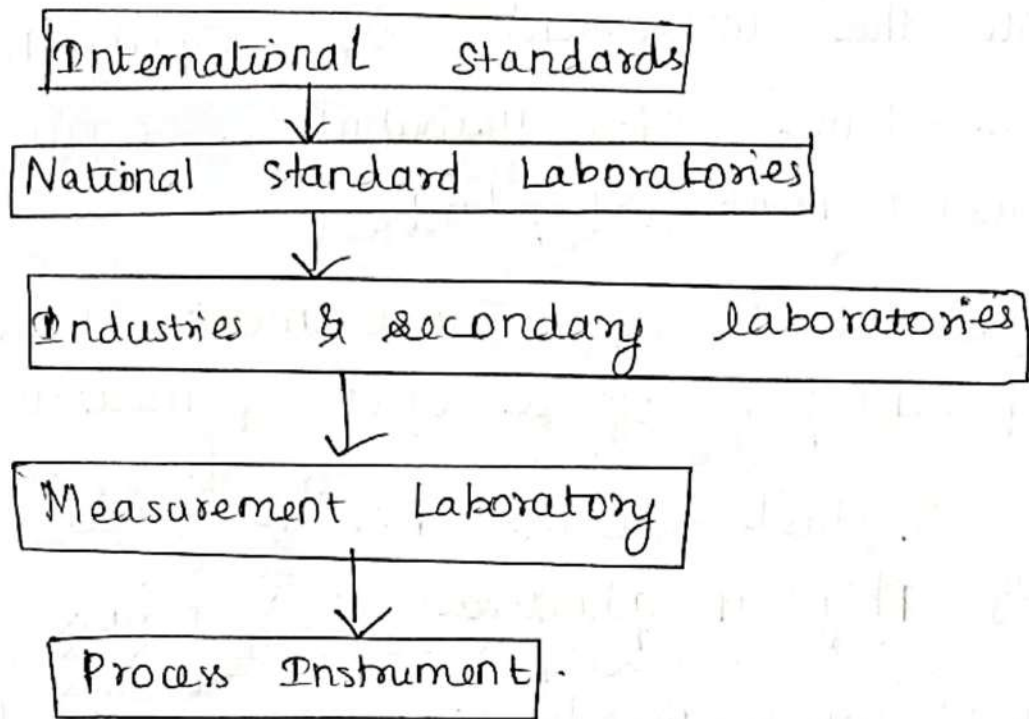 International Standards
National standard Laboratories
Industries & secondary laboratories
Measurement Laboratory
Process Instrument.